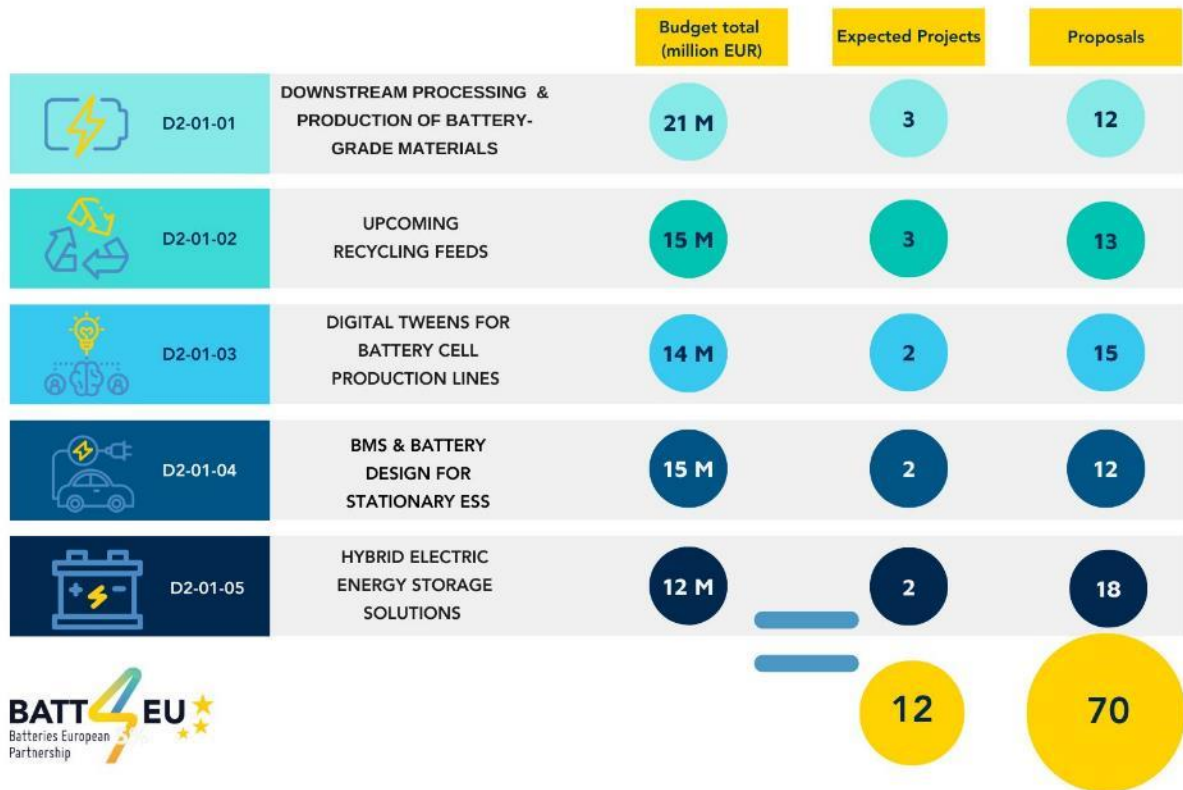 Budget total
(million EUR)
Expected Projects
Proposals
D2-01-01
DOWNSTREAM PROCESSING &
PRODUCTION OF BATTERY-
GRADE MATERIALS
21 M
3
12
D2-01-02
UPCOMING
RECYCLING FEEDS
15 M
3
13
D2-01-03
DIGITAL TWEENS FOR
BATTERY CELL
PRODUCTION LINES
14 M
2
15
D2-01-04
BMS & BATTERY
DESIGN FOR
STATIONARY ESS
15 M
2
12
D2-01-05
HYBRID ELECTRIC
ENERGY STORAGE
SOLUTIONS
12 M
2
18
12
70
BATT4EU
Batteries European
Partnership